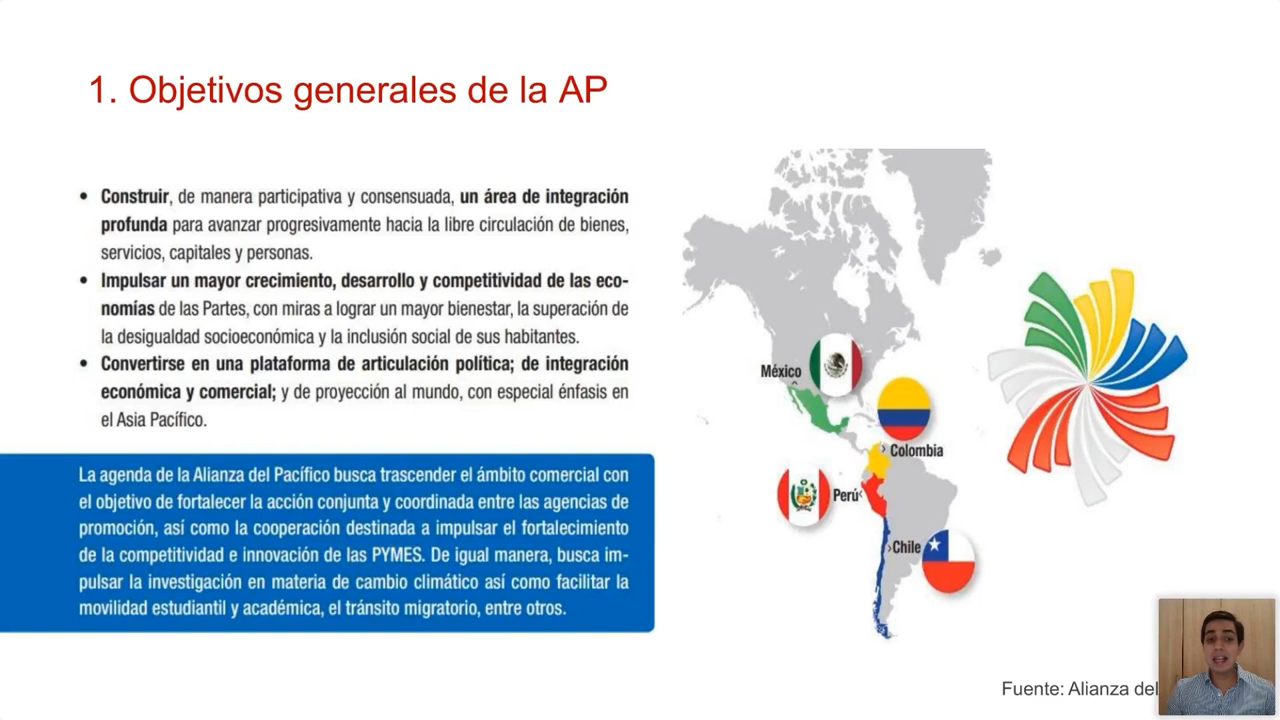 1. Objetivos generales de la AP
• Construir, de manera participativa y consensuada, un área de integración
profunda para avanzar progresivamente hacia la libre circulación de bienes,
servicios, capitales y personas.
• Impulsar un mayor crecimiento, desarrollo y competitividad de las eco-
nomías de las Partes, con miras a lograr un mayor bienestar, la superación de
la desigualdad socioeconómica y la inclusión social de sus habitantes.
• Convertirse en una plataforma de articulación política; de integración
económica y comercial; y de proyección al mundo, con especial énfasis en
el Asia Pacífico.
La agenda de la Alianza del Pacífico busca trascender el ámbito comercial con
el objetivo de fortalecer la acción conjunta y coordinada entre las agencias de
promoción, así como la cooperación destinada a impulsar el fortalecimiento
de la competitividad e innovación de las PYMES. De igual manera, busca im-
pulsar la investigación en materia de cambio climático así como facilitar la
movilidad estudiantil y académica, el tránsito migratorio, entre otros.
México
Colombia
Perú
Chile
Fuente: Alianza del